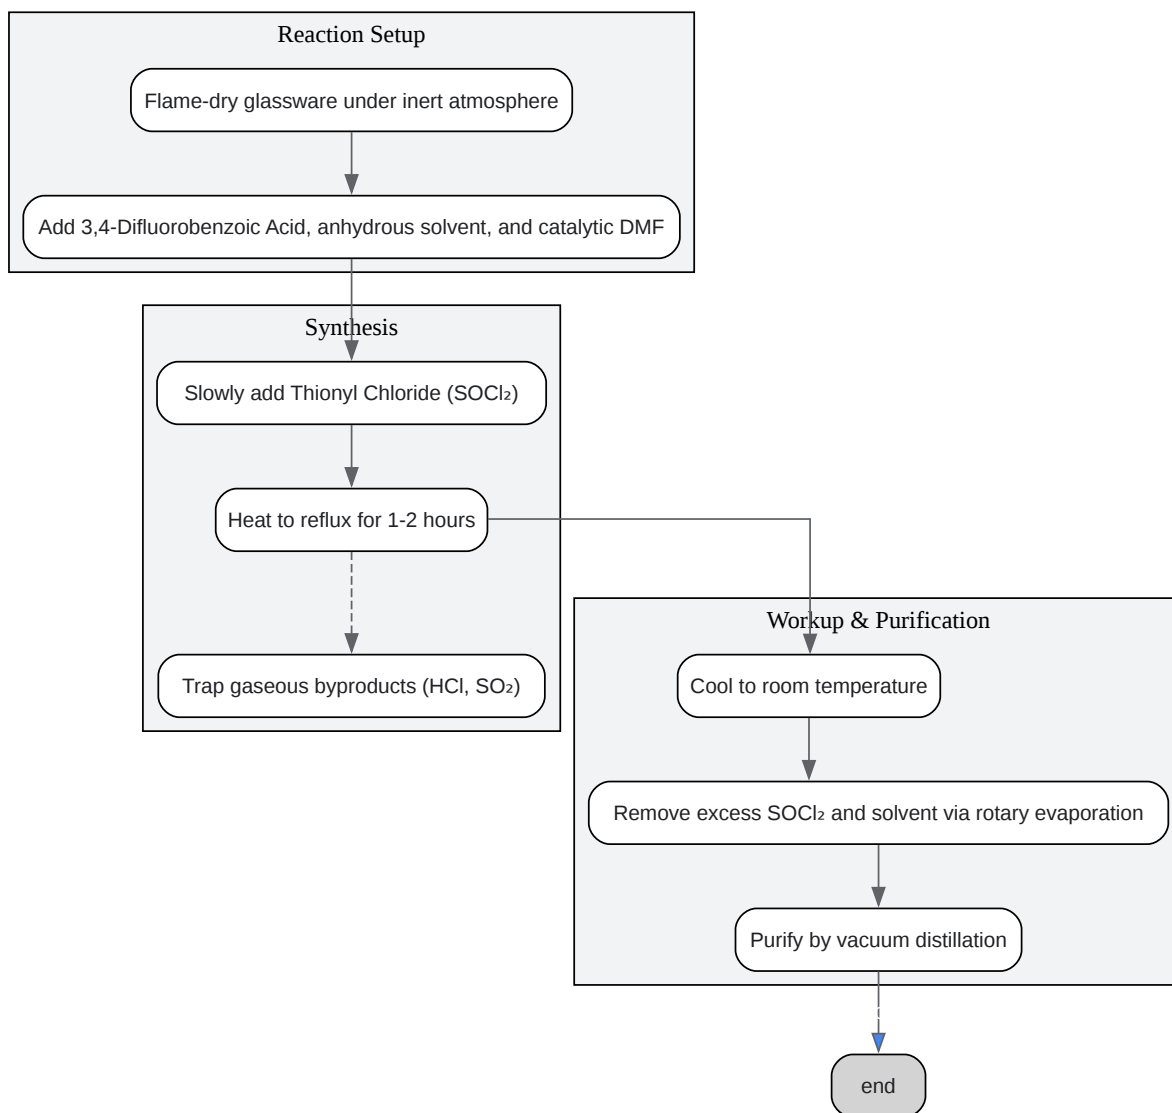 Reaction Setup
Flame-dry glassware under inert atmosphere
Add 3,4-Difluorobenzoic Acid, anhydrous solvent, and catalytic DMF
Synthesis
Slowly add Thionyl Chloride (SOCl₂)
Heat to reflux for 1-2 hours
Trap gaseous byproducts (HCl, SO₂)
Workup & Purification
Cool to room temperature
Remove excess SOCl₂ and solvent via rotary evaporation
Purify by vacuum distillation
end